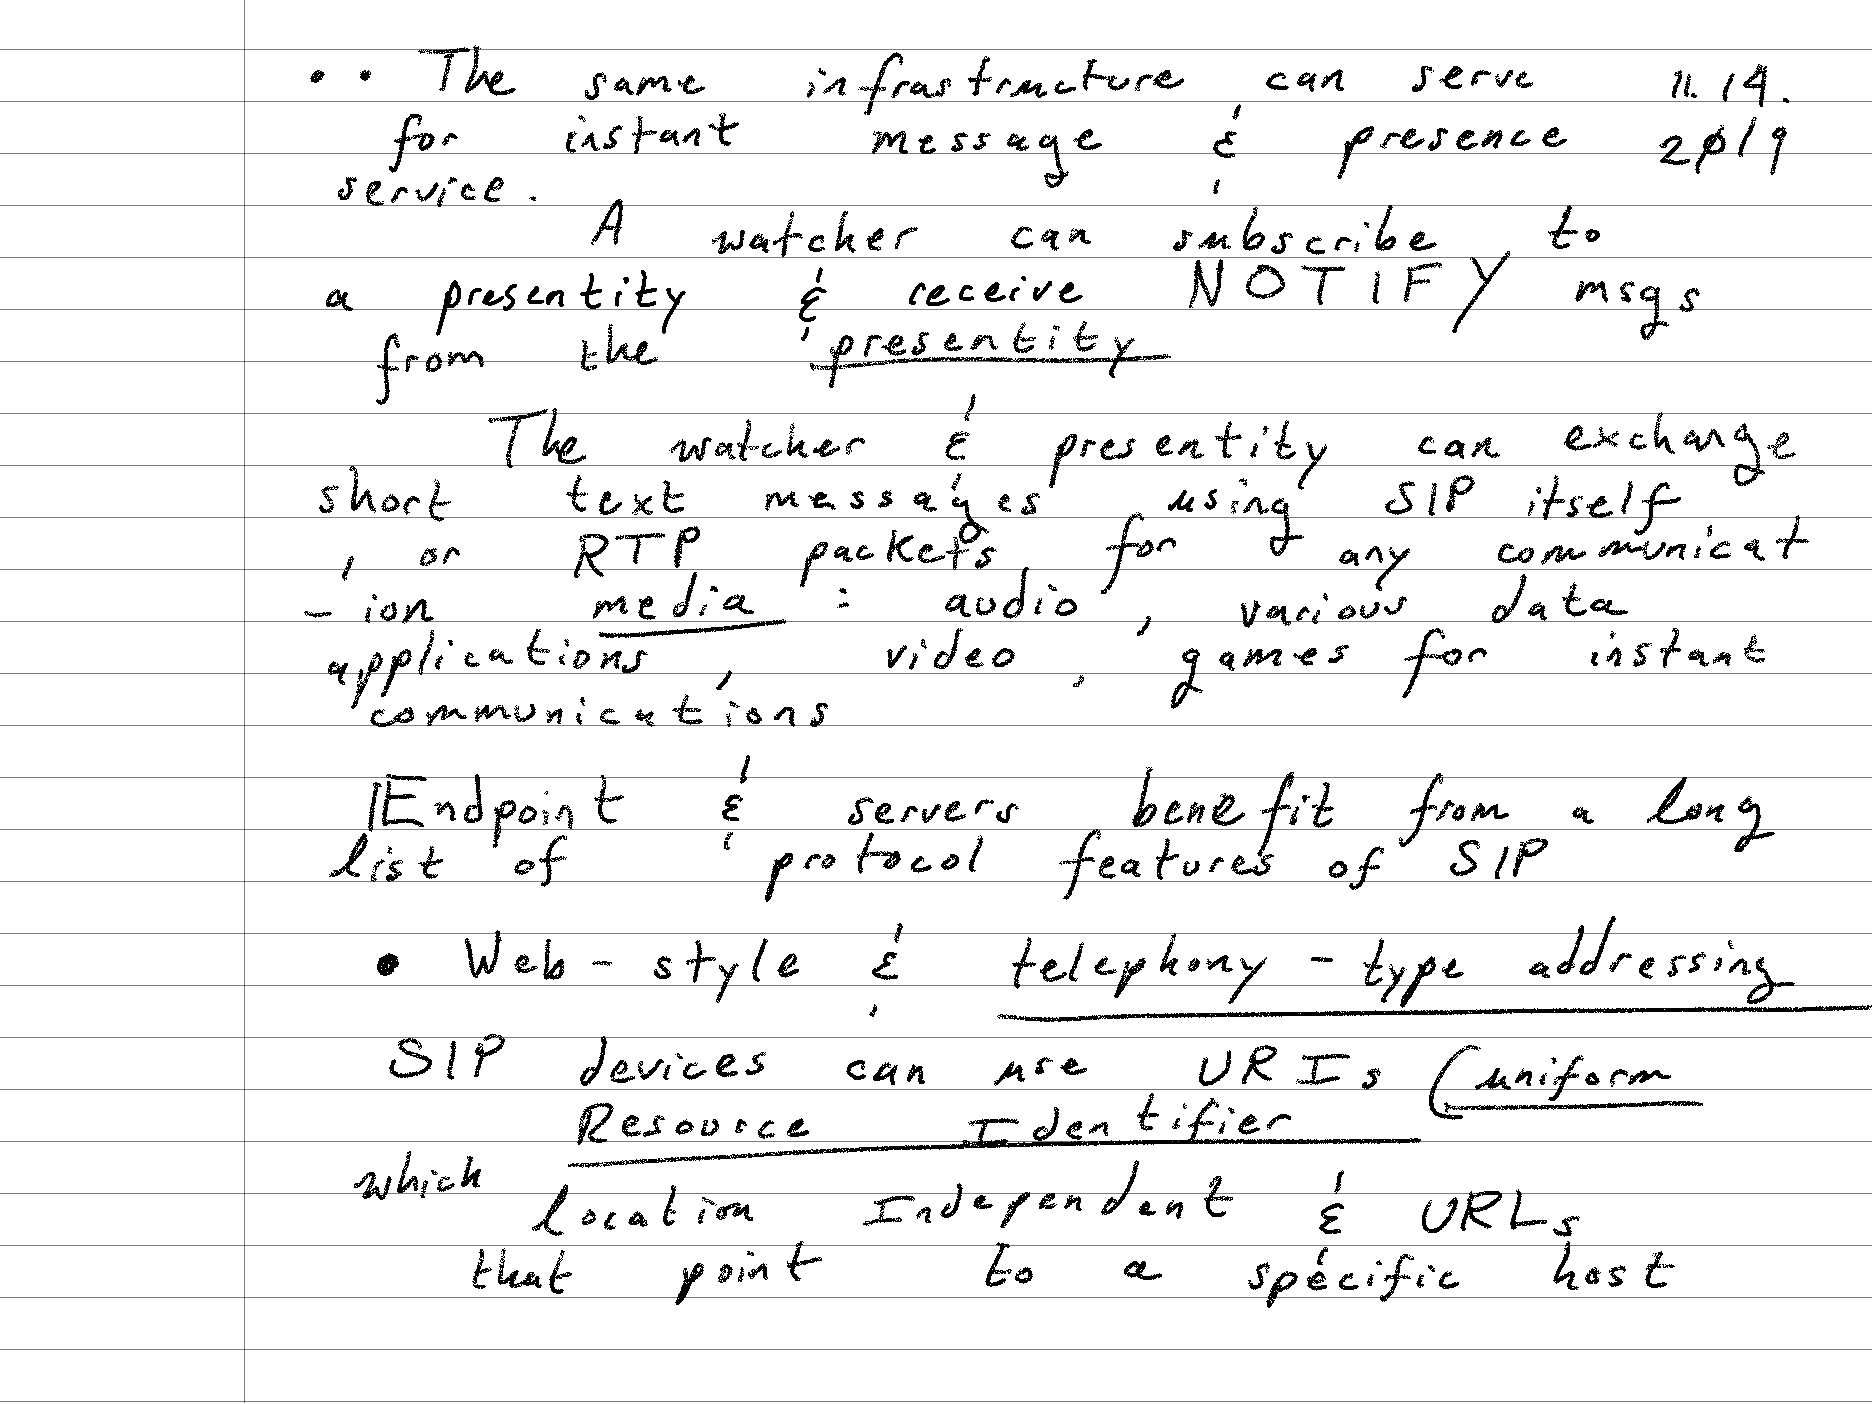 • • The same infrastructure can serve 11.14.
for instant message & presence 2019
service.
A watcher can subscribe to
a presentity & receive NOTIFY msgs
from the presentity
The watcher & presentity can exchange
short text messages using SIP itself
, or RTP packets for any communicat
- ion media : audio , various data
applications , video , games for instant
communications
Endpoint & servers benefit from a long
list of protocol features of SIP
• Web - style & telephony - type addressing
SIP devices can use URIs (uniform
Resource Identifier
which
location Independent & URLs
that point to a specific host